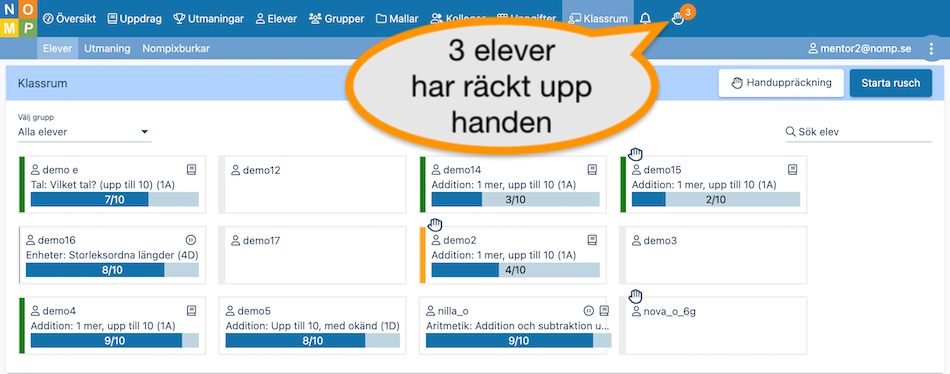 NO
MP
Översikt
Uppdrag
Utmaningar
Elever
Grupper
Mallar
Kolleger
Uppgifter
Klassrum
3
Elever
Utmaning
Nompixburkar
mentor2@nomp.se
3 elever
har räckt upp
handen
Klassrum
Handuppräckning
Starta rusch
Välj grupp
Alla elever
Sök elev
demo e
Tal: Vilket tal? (upp till 10) (1A)
7/10
demo12
demo14
Addition: 1 mer, upp till 10 (1A)
3/10
demo15
Addition: 1 mer, upp till 10 (1A)
2/10
demo16
Enheter: Storleksordna längder (4D)
8/10
demo17
demo2
Addition: 1 mer, upp till 10 (1A)
4/10
demo3
demo4
Addition: 1 mer, upp till 10 (1A)
9/10
demo5
Addition: Upp till 10, med okänd (1D)
8/10
nilla_o
Aritmetik: Addition och subtraktion u...
9/10
nova_o_6g